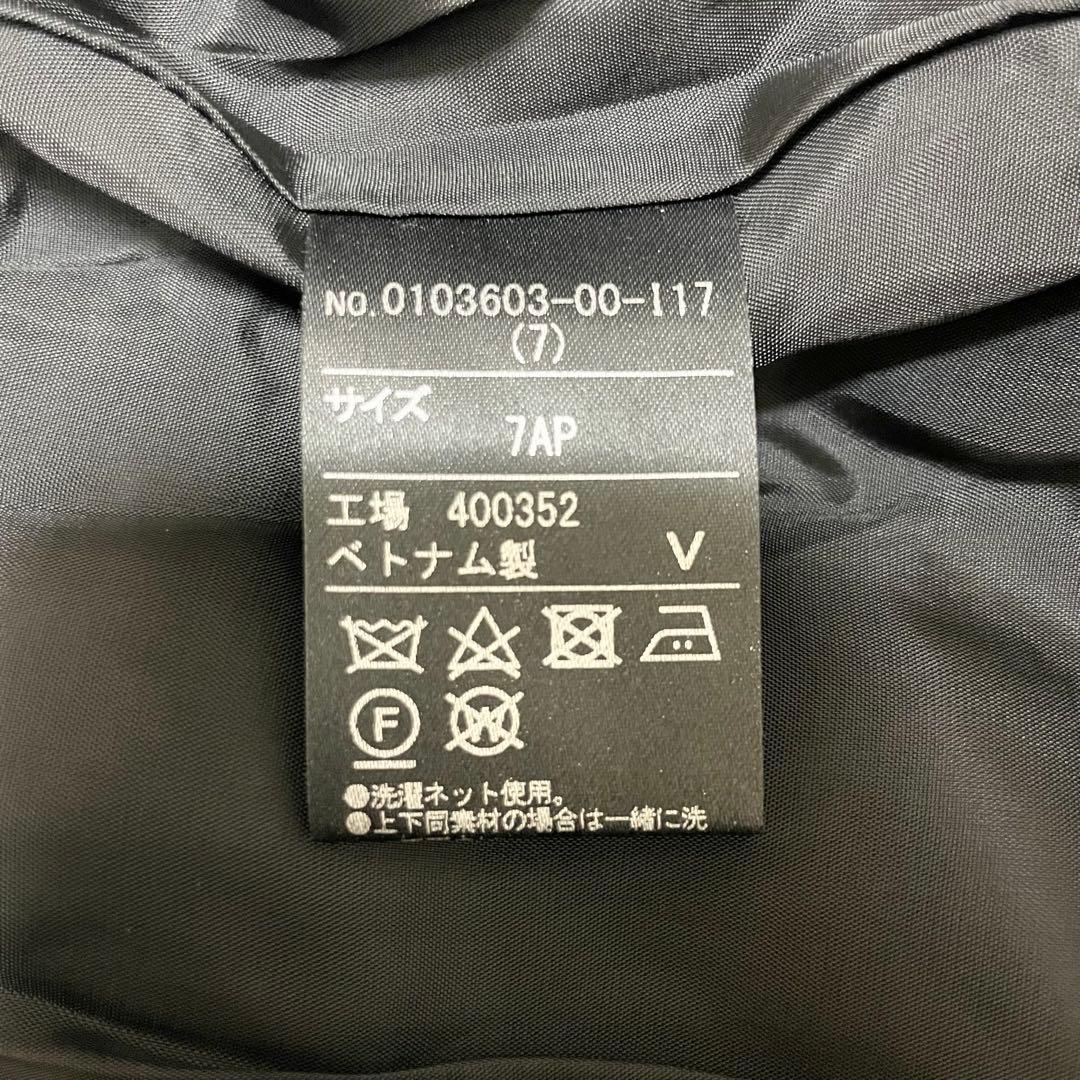 No.0103603-00-I17
(7)
サイズ
7AP
工場 400352
ベトナム製 V
F
W
●洗濯ネット使用。
●上下同素材の場合は一緒に洗